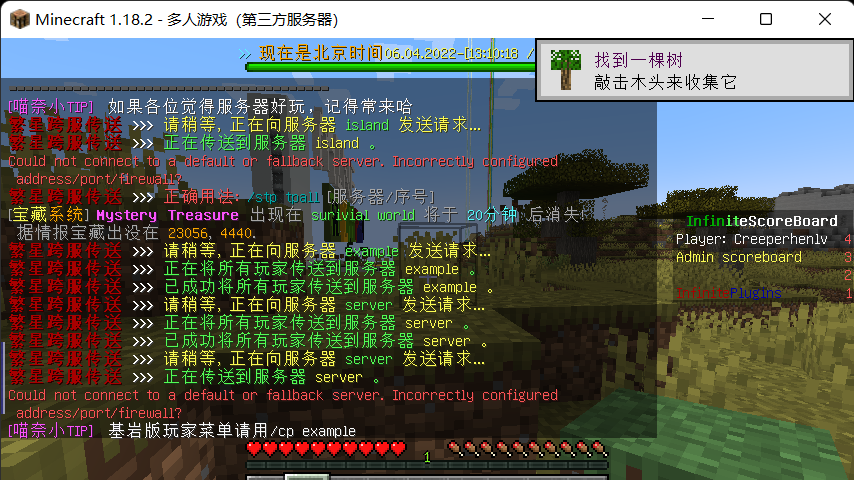 Minecraft 1.18.2 - 多人游戏（第三方服务器）
» 现在是北京时间06.04.2022-[13:10:18 /
找到一棵树
敲击木头来收集它
[喵奈小TIP] 如果各位觉得服务器好玩，记得常来哈
繁星跨服传送 >>> 请稍等, 正在向服务器 island 发送请求...
繁星跨服传送 >>> 正在传送到服务器 island 。
Could not connect to a default or fallback server. Incorrectly configured
address/port/firewall?
繁星跨服传送 >>> 正确用法: /stp tpall [服务器/序号]
[宝藏系统] Mystery Treasure 出现在 surivial world 将于 20分钟 后消失!
据情报宝藏出没在 23056, 4440.
繁星跨服传送 >>> 请稍等, 正在向服务器 example 发送请求...
繁星跨服传送 >>> 正在将所有玩家传送到服务器 example 。
繁星跨服传送 >>> 已成功将所有玩家传送到服务器 example 。
繁星跨服传送 >>> 请稍等, 正在向服务器 server 发送请求...
繁星跨服传送 >>> 正在将所有玩家传送到服务器 server 。
繁星跨服传送 >>> 已成功将所有玩家传送到服务器 server 。
繁星跨服传送 >>> 请稍等, 正在向服务器 server 发送请求...
繁星跨服传送 >>> 正在传送到服务器 server 。
Could not connect to a default or fallback server. Incorrectly configured
address/port/firewall?
[喵奈小TIP] 基岩版玩家菜单请用/cp example
InfiniteScoreBoard
Player: Creeperhenlv 4
Admin scoreboard 3
2
InfinitePlugins 1
1